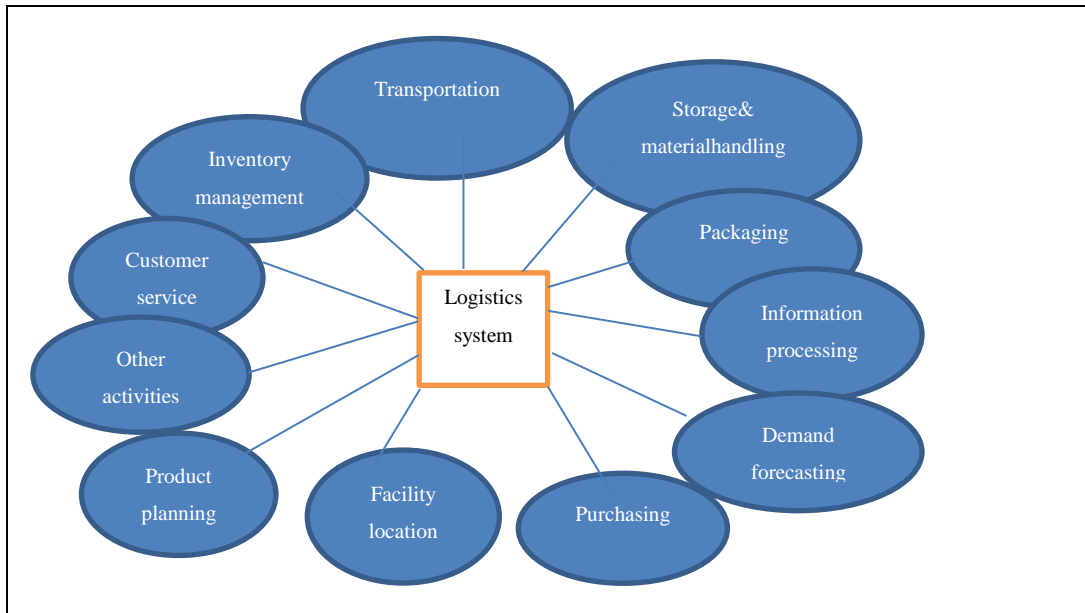 Transportation
Storage&
materialhandling
Inventory
management
Packaging
Customer
service
Logistics
system
Information
processing
Other
activities
Demand
forecasting
Product
planning
Facility
location
Purchasing